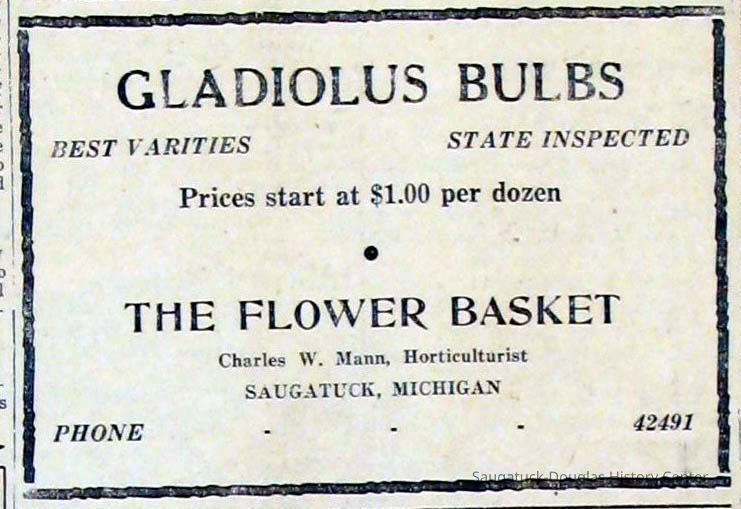 GLADIOLUS BULBS
BEST VARITIES STATE INSPECTED
Prices start at $1.00 per dozen
●
THE FLOWER BASKET
Charles W. Mann, Horticulturist
SAUGATUCK, MICHIGAN
PHONE - - - 42491
Saugatuck-Douglas History Center